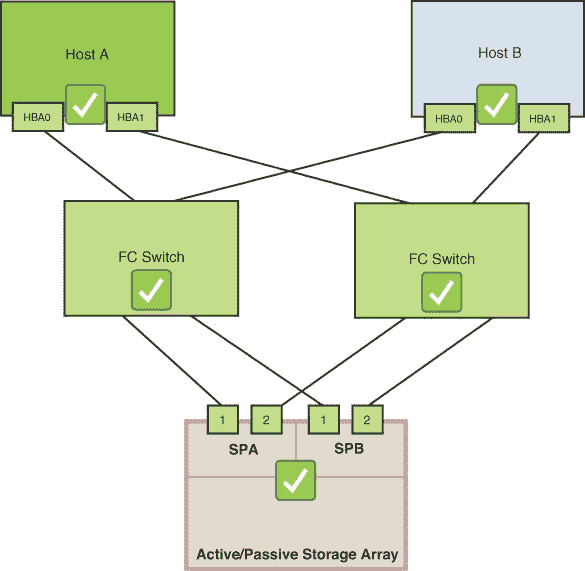 Host A
Host B
HBA0
HBA1
HBA0
HBA1
FC Switch
FC Switch
1
2
1
2
SPA
SPB
Active/Passive Storage Array